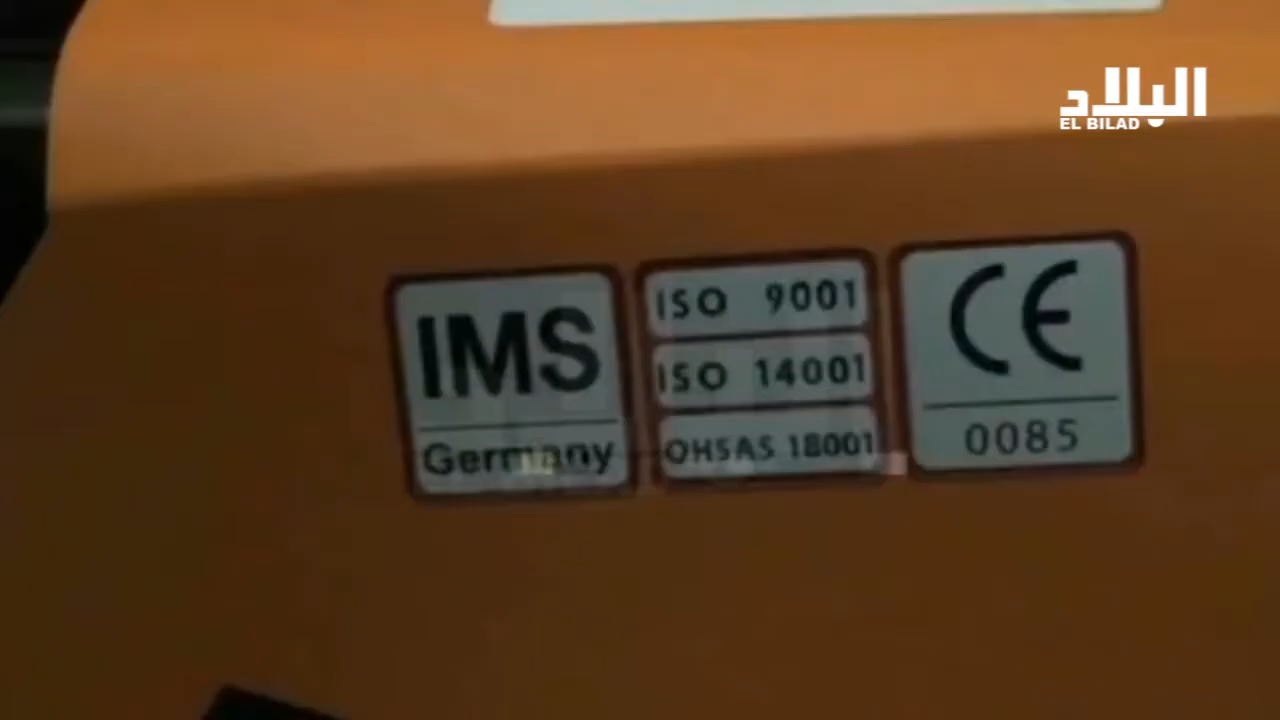 البلاد
EL BILAD
IMS
Germany
ISO 9001
ISO 14001
OHSAS 18001
CE
0085